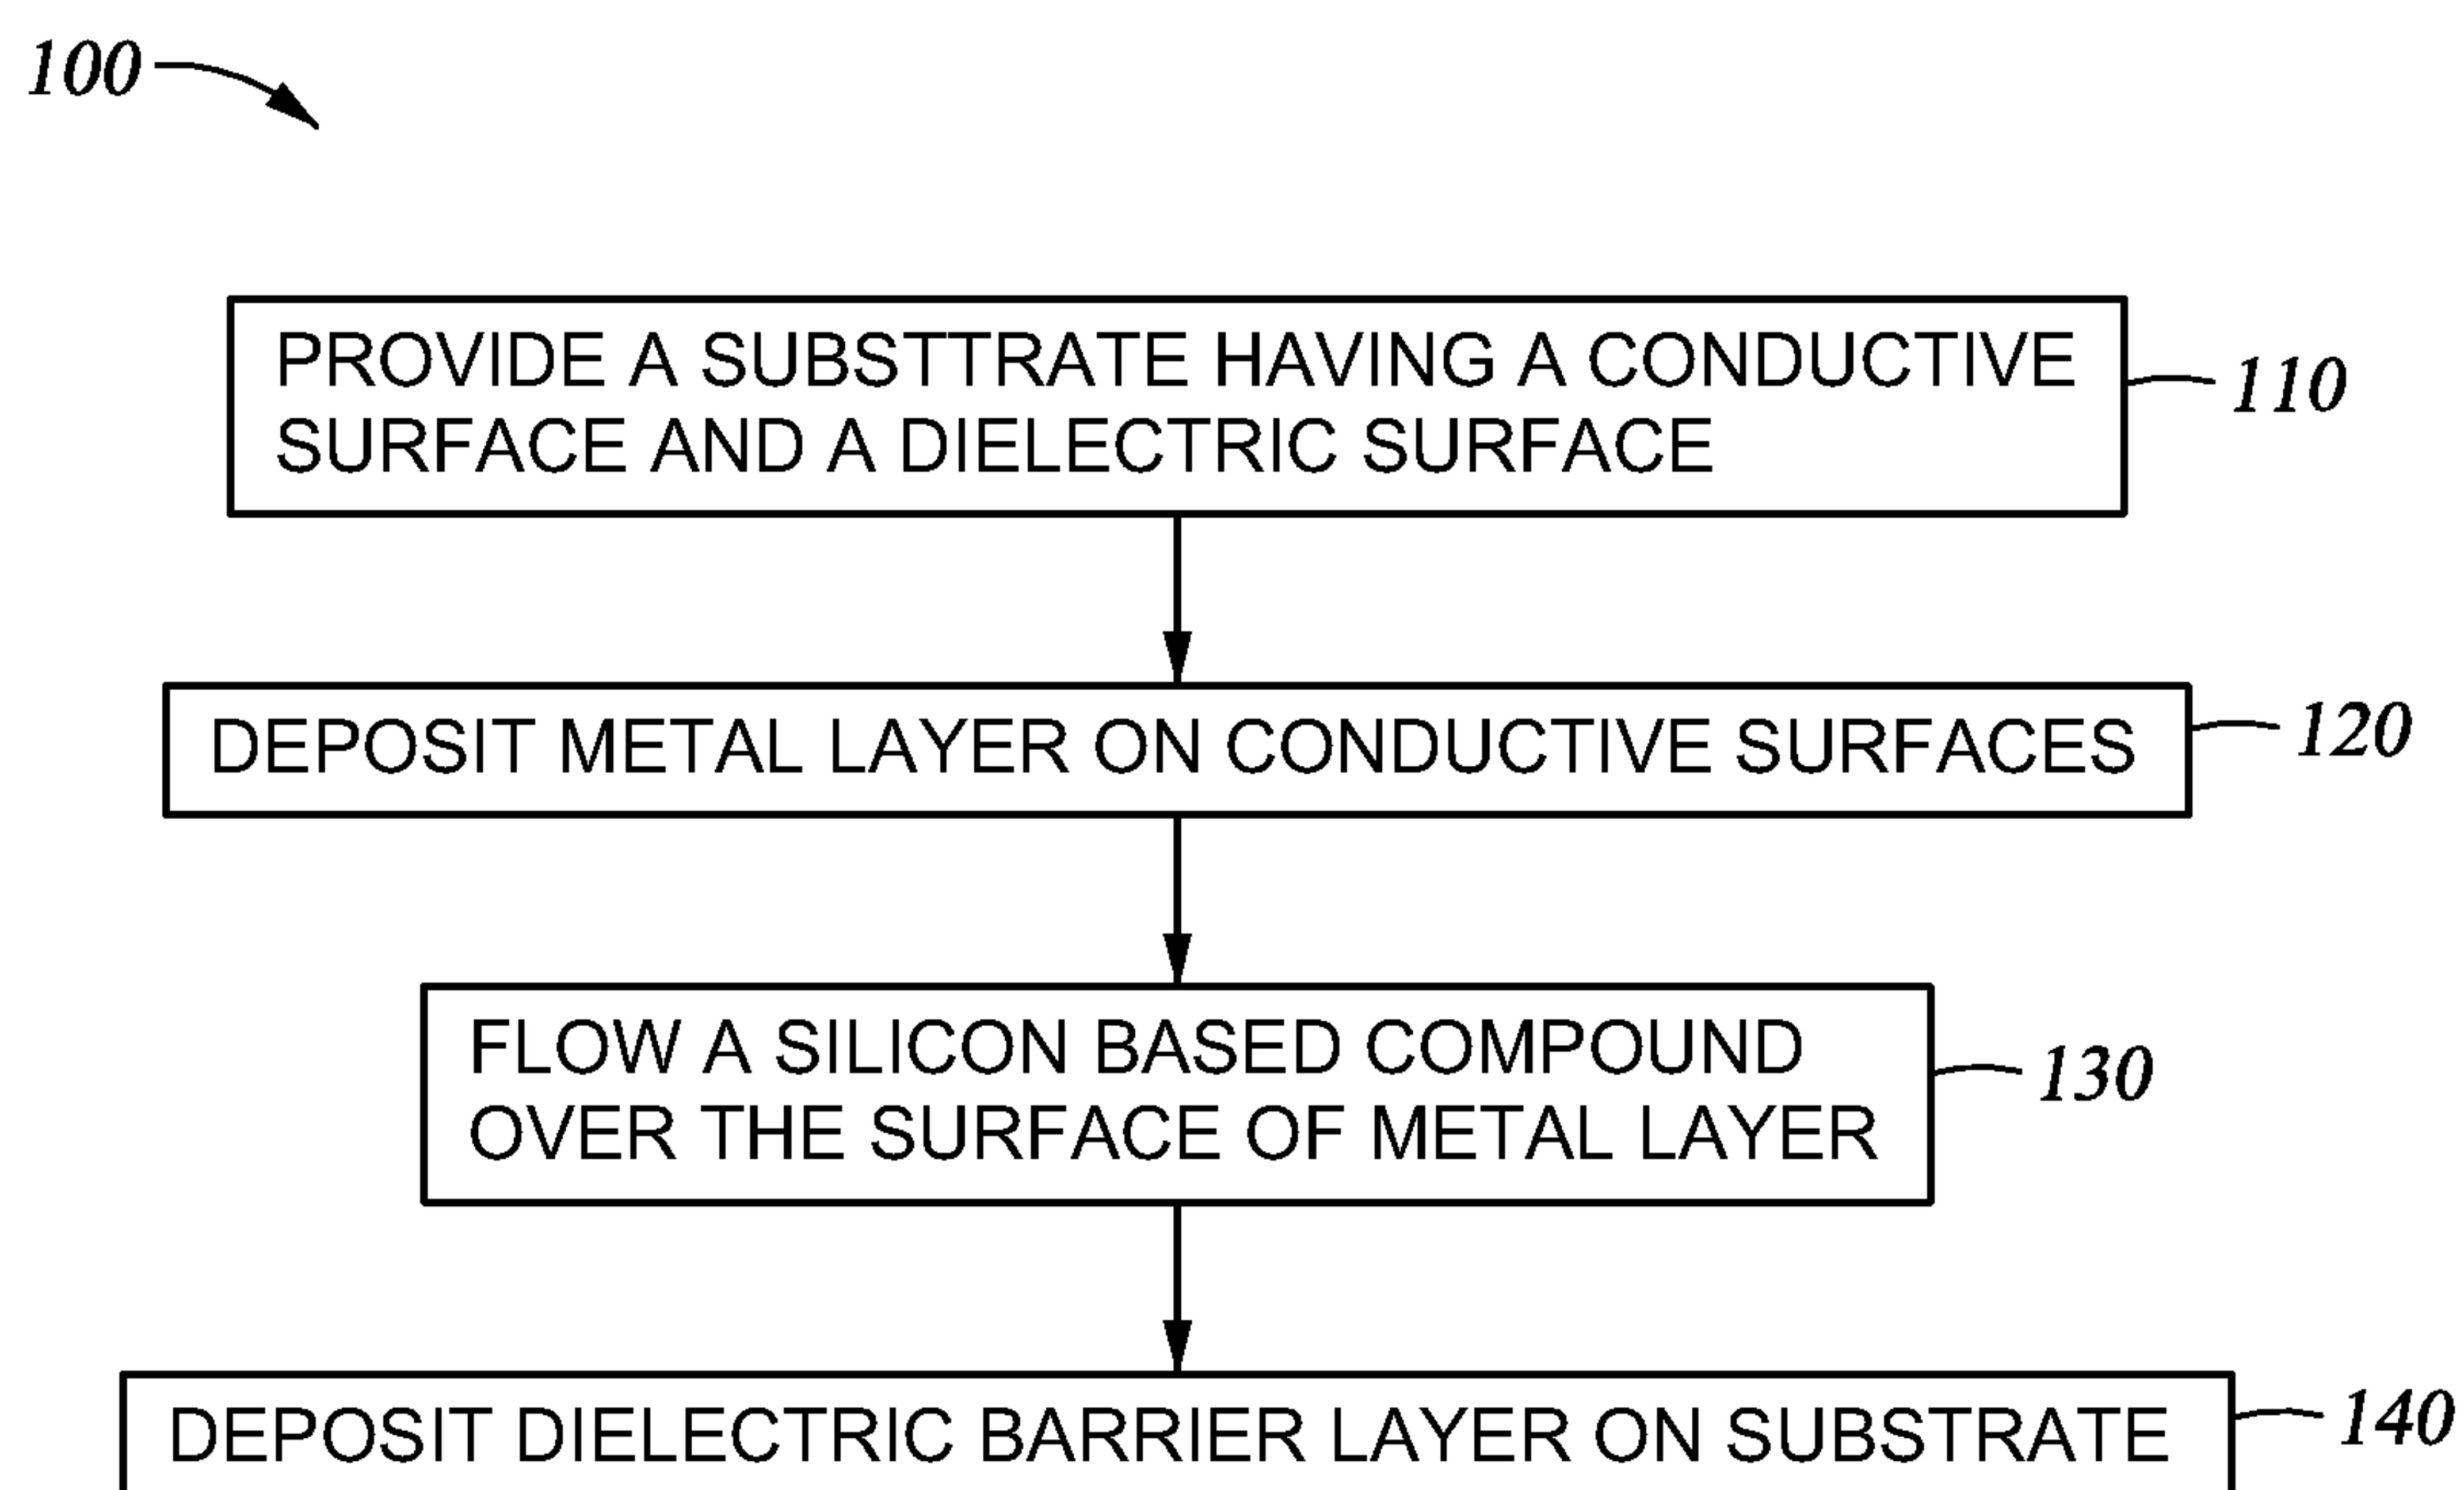 100
PROVIDE A SUBSTTRATE HAVING A CONDUCTIVE
SURFACE AND A DIELECTRIC SURFACE
110
DEPOSIT METAL LAYER ON CONDUCTIVE SURFACES
120
FLOW A SILICON BASED COMPOUND
OVER THE SURFACE OF METAL LAYER
130
DEPOSIT DIELECTRIC BARRIER LAYER ON SUBSTRATE
140